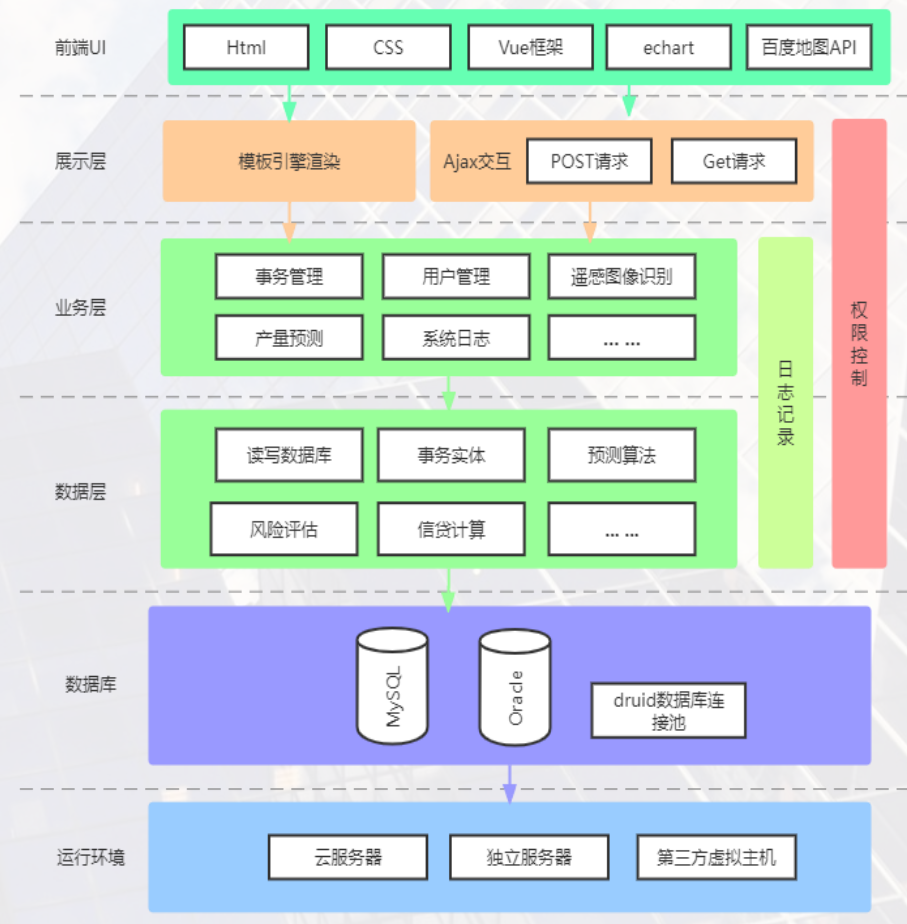 前端UI
Html
CSS
Vue框架
echart
百度地图API
展示层
模板引擎渲染
Ajax交互
POST请求
Get请求
业务层
事务管理
用户管理
遥感图像识别
产量预测
系统日志
... ...
日志记录
权限控制
数据层
读写数据库
事务实体
预测算法
风险评估
信贷计算
... ...
数据库
MySQL
Oracle
druid数据库连
接池
运行环境
云服务器
独立服务器
第三方虚拟主机